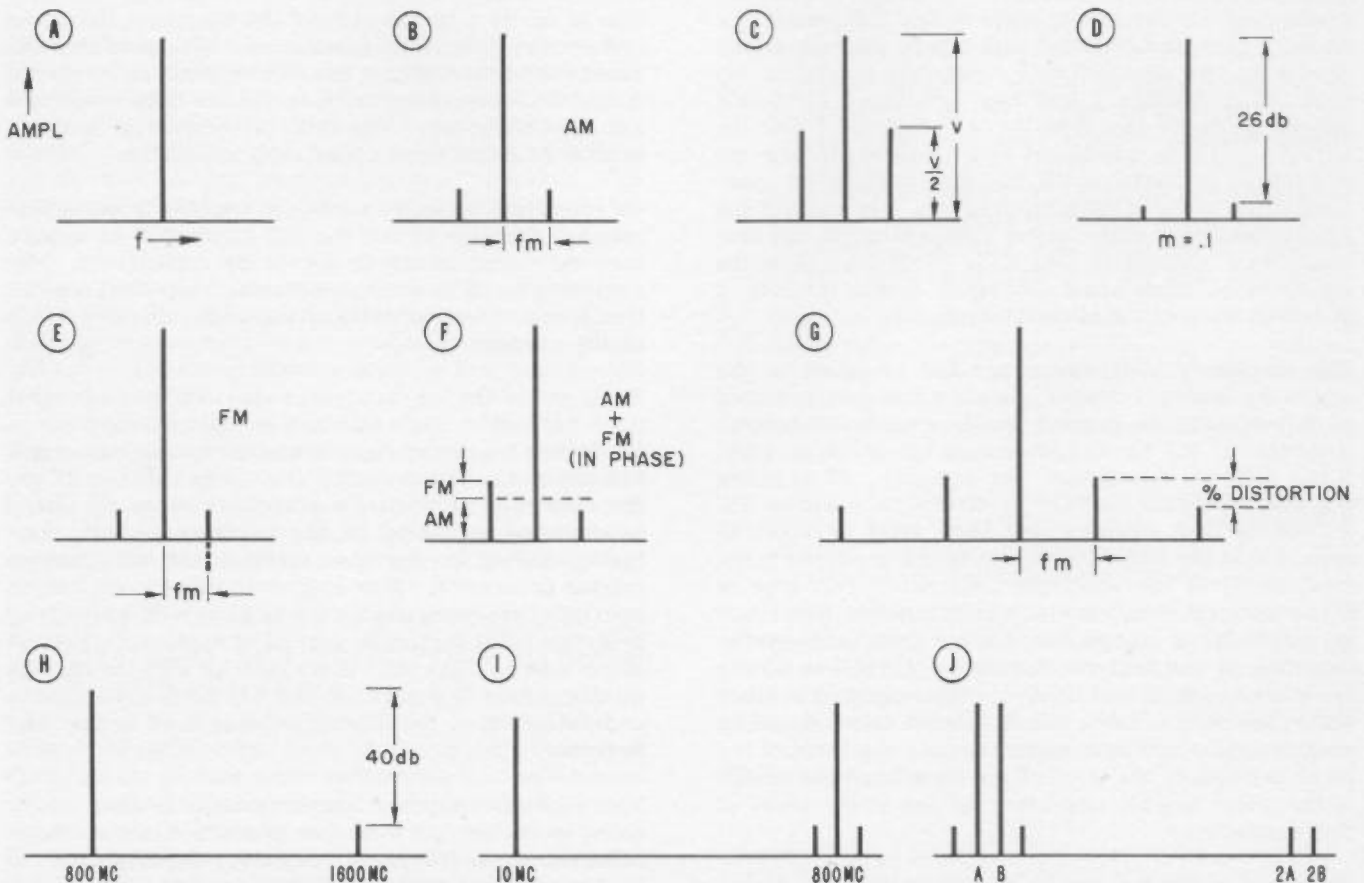 A
B
C
D
AMPL
f
AM
fm
V
V/2
26db
m = .1
E
F
G
FM
AM
+
FM
(IN PHASE)
FM
AM
% DISTORTION
fm
fm
H
I
J
40db
800MC
1600MC
10MC
800MC
A B
2A 2B